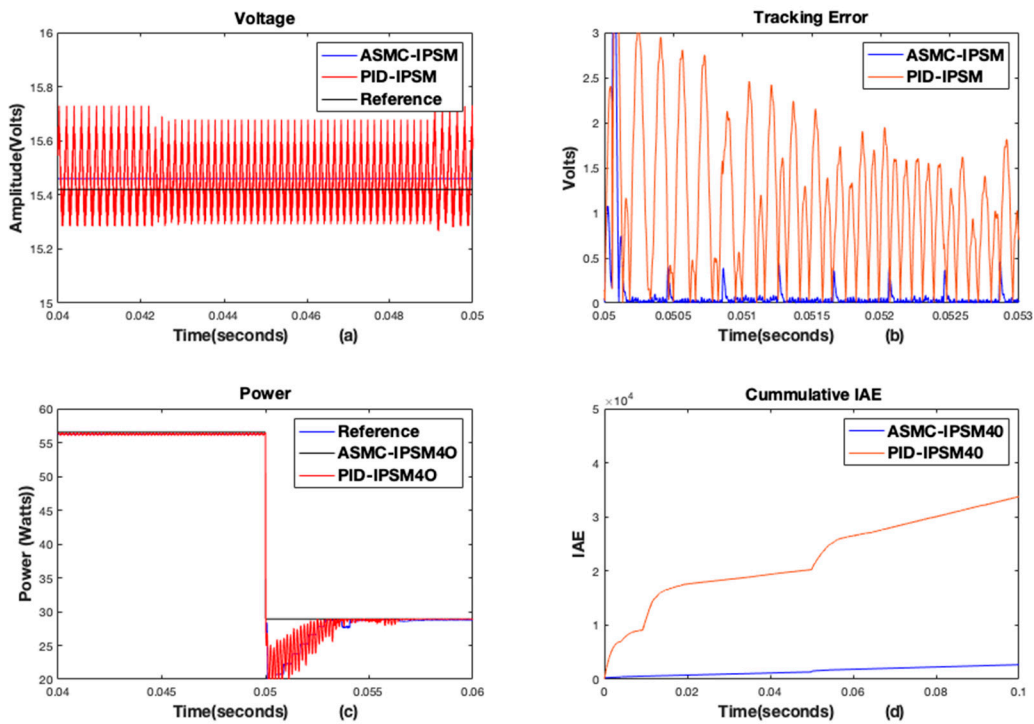 Voltage
16
15.8
15.6
15.4
15.2
15
Amplitude(Volts)
ASMC-IPSM
PID-IPSM
Reference
0.04
0.042
0.044
0.046
0.048
0.05
Time(seconds)
(a)
Tracking Error
3
2.5
2
1.5
1
0.5
0
Volts
ASMC-IPSM
PID-IPSM
0.05
0.0505
0.051
0.0515
0.052
0.0525
0.053
Time(seconds)
(b)
Power
60
55
50
45
40
35
30
25
20
Power (Watts))
Reference
ASMC-IPSM4O
PID-IPSM4O
0.04
0.045
0.05
0.055
0.06
Time(seconds)
(c)
Cummulative IAE
×10^4
5
4
3
2
1
0
IAE
ASMC-IPSM40
PID-IPSM40
0
0.02
0.04
0.06
0.08
0.1
Time(seconds)
(d)